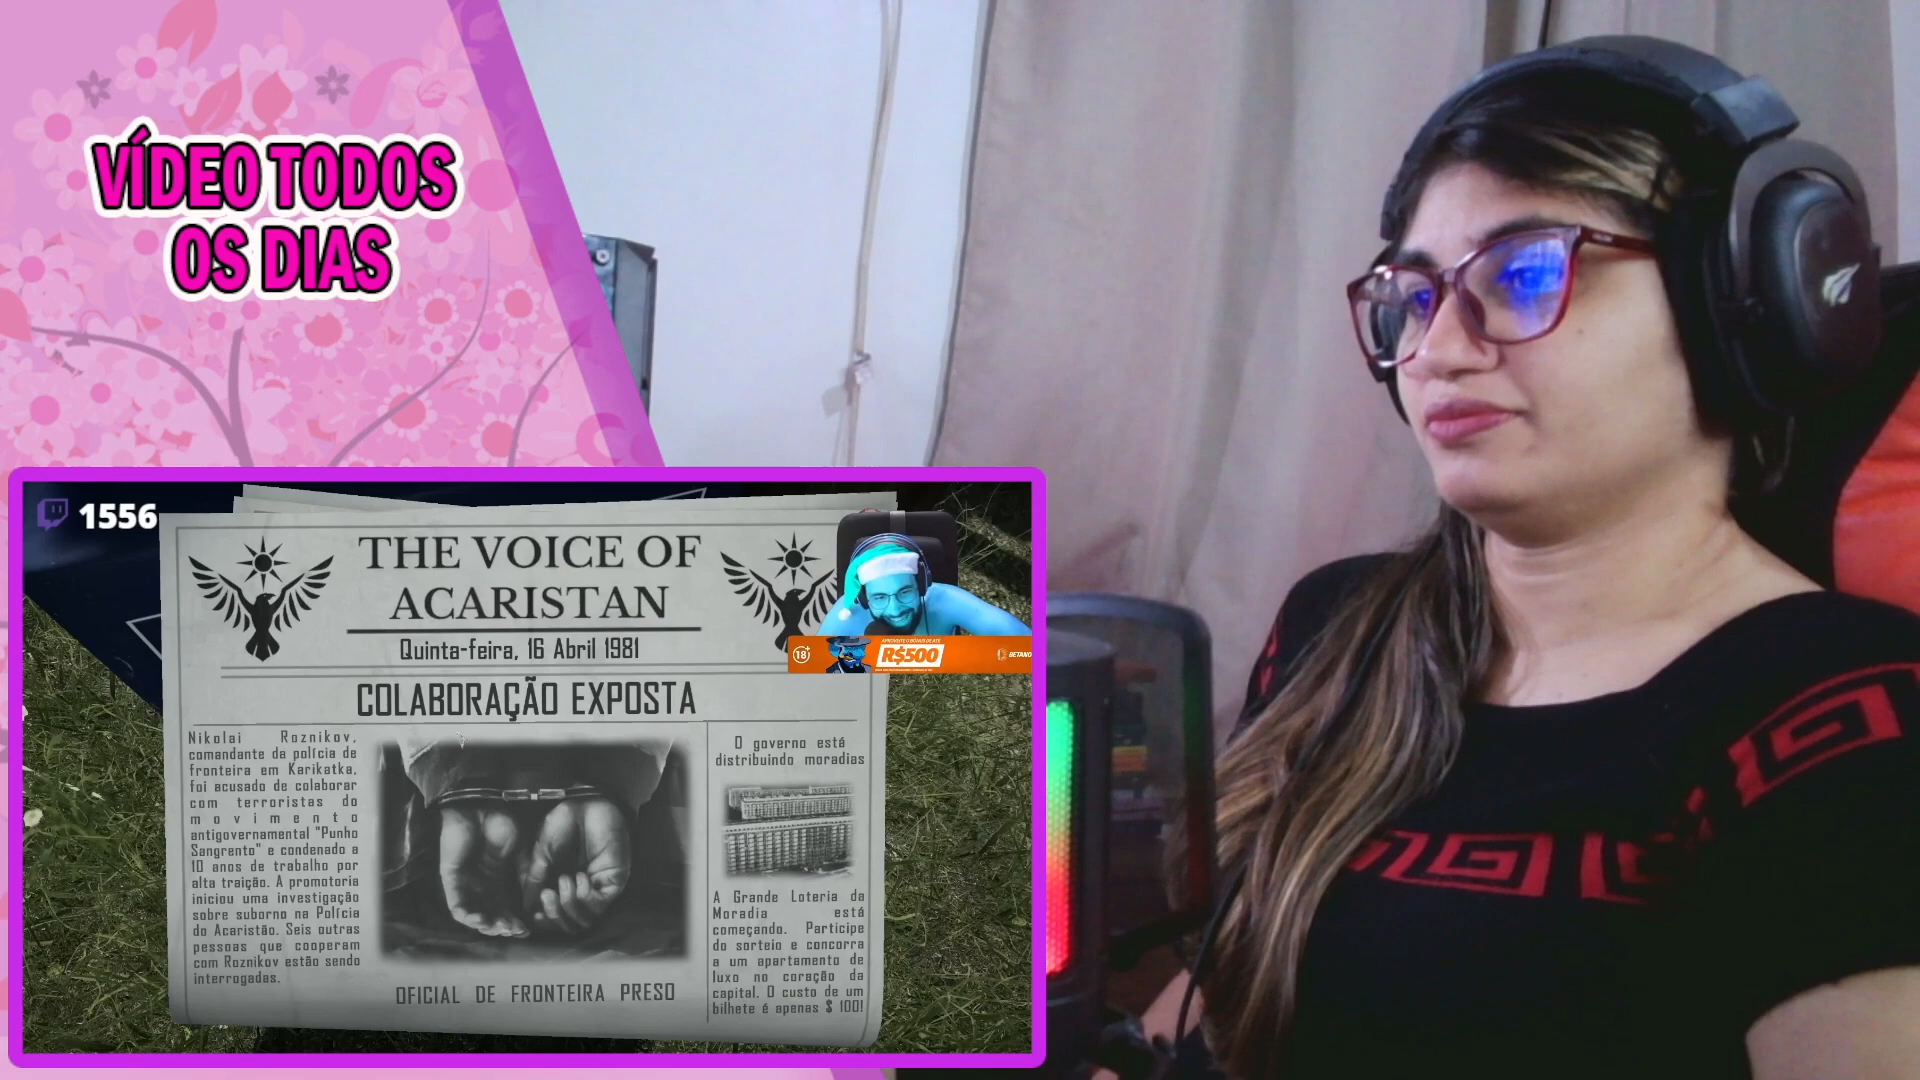 VÍDEO TODOS
OS DIAS
1556
THE VOICE OF
ACARISTAN
Quinta-feira, 16 Abril 1981
18+
APROVEITE O BÔNUS DE ATÉ
R$500
BETANO
COLABORAÇÃO EXPOSTA
Nikolai Roznikov,
comandante da polícia de
fronteira em Karikatka,
foi acusado de colaborar
com terroristas do
movimento
antigovernamental "Punho
Sangrento" e condenado a
10 anos de trabalho por
alta traição. A promotoria
iniciou uma investigação
sobre suborno na Polícia
do Acaristão. Seis outras
pessoas que cooperam
com Roznikov estão sendo
interrogadas.
OFICIAL DE FRONTEIRA PRESO
O governo está
distribuindo moradias
A Grande Loteria da
Moradia está
começando. Participe
do sorteio e concorra
a um apartamento de
luxo no coração da
capital. O custo de um
bilhete é apenas $ 100!